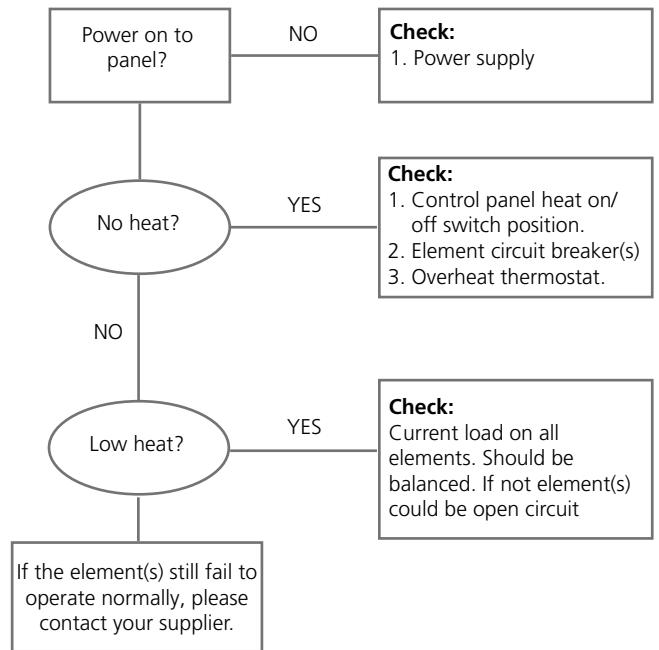 Power on to
panel?
NO
Check:
1. Power supply
No heat?
YES
Check:
1. Control panel heat on/
off switch position.
2. Element circuit breaker(s)
3. Overheat thermostat.
NO
Low heat?
YES
Check:
Current load on all
elements. Should be
balanced. If not element(s)
could be open circuit
If the element(s) still fail to
operate normally, please
contact your supplier.